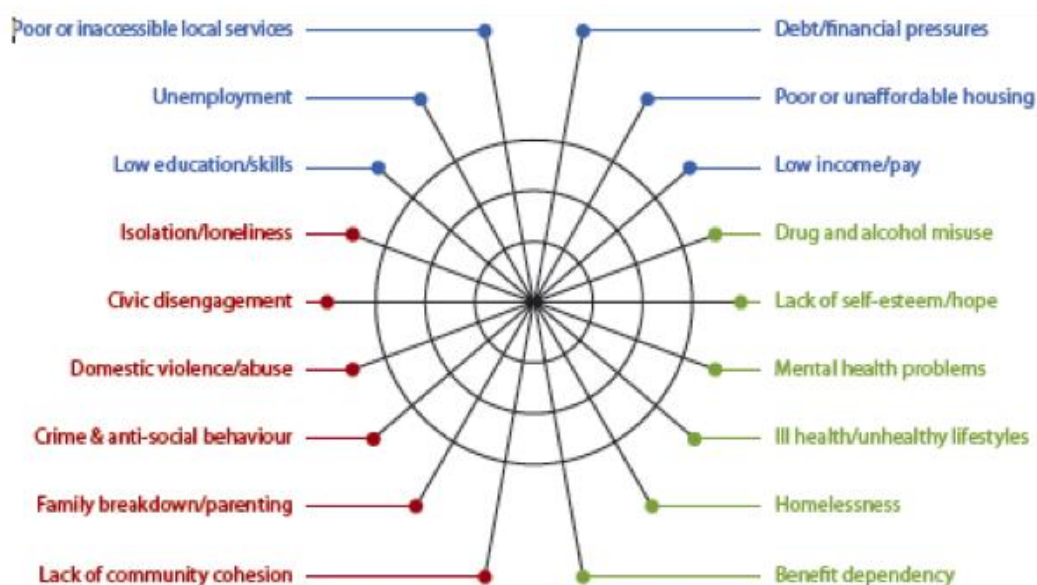 Poor or inaccessible local services
Debt/financial pressures
Unemployment
Poor or unaffordable housing
Low education/skills
Low income/pay
Isolation/loneliness
Drug and alcohol misuse
Civic disengagement
Lack of self-esteem/hope
Domestic violence/abuse
Mental health problems
Crime & anti-social behaviour
Ill health/unhealthy lifestyles
Family breakdown/parenting
Homelessness
Lack of community cohesion
Benefit dependency